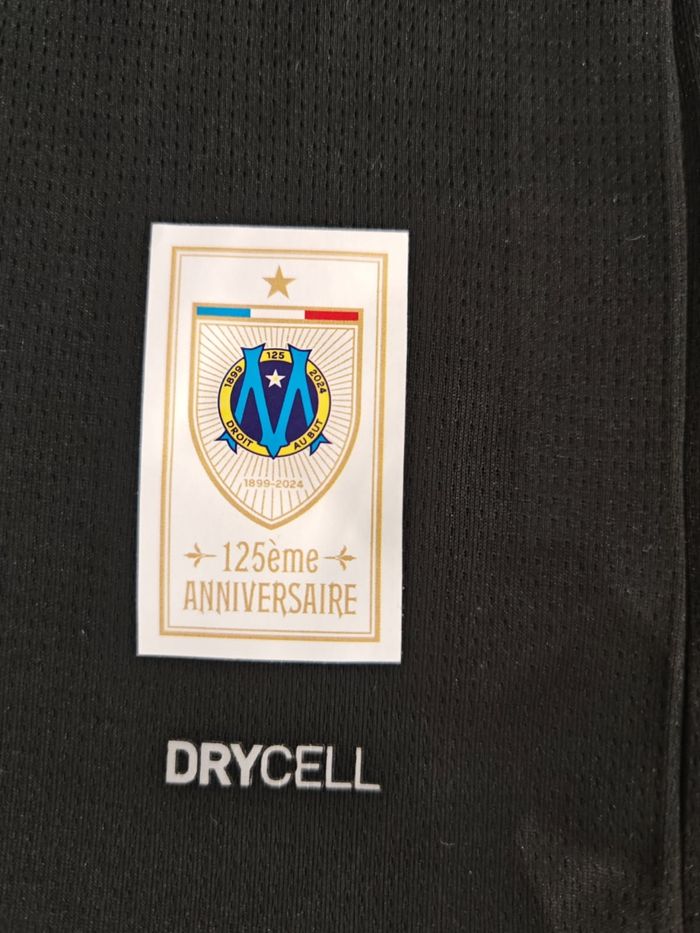 125
1899
2024
DROIT AU BUT
1899-2024
125ème
ANNIVERSAIRE
DRYCELL